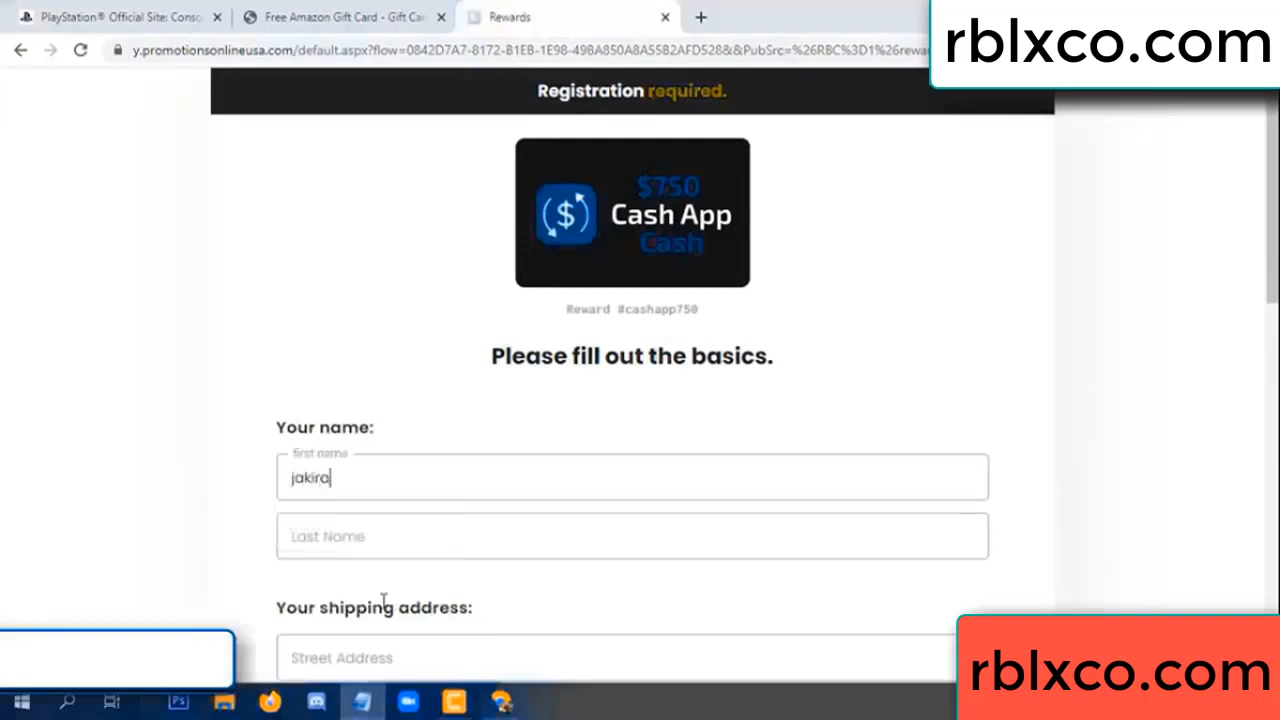 PlayStation® Official Site: Conso
Free Amazon Gift Card - Gift Car
Rewards
rblxco.com
y.promotionsonlineusa.com/default.aspx?flow=0842D7A7-8172-B1EB-1E98-49BA850A8A55B2AFD528&&PubSrc=%26RBC%3D1%26rewar
Registration required.
$750
Cash App
Cash
Reward #cashapp750
Please fill out the basics.
Your name:
first name
jakira
Last Name
Your shipping address:
Street Address
rblxco.com
Ps